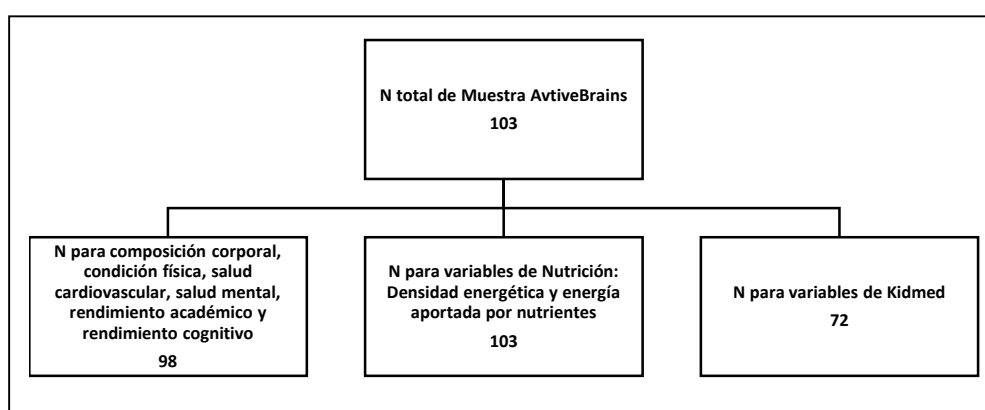 N total de Muestra AvtiveBrains
103
N para composición corporal,
condición física, salud
cardiovascular, salud mental,
rendimiento académico y
rendimiento cognitivo
98
N para variables de Nutrición:
Densidad energética y energía
aportada por nutrientes
103
N para variables de Kidmed
72